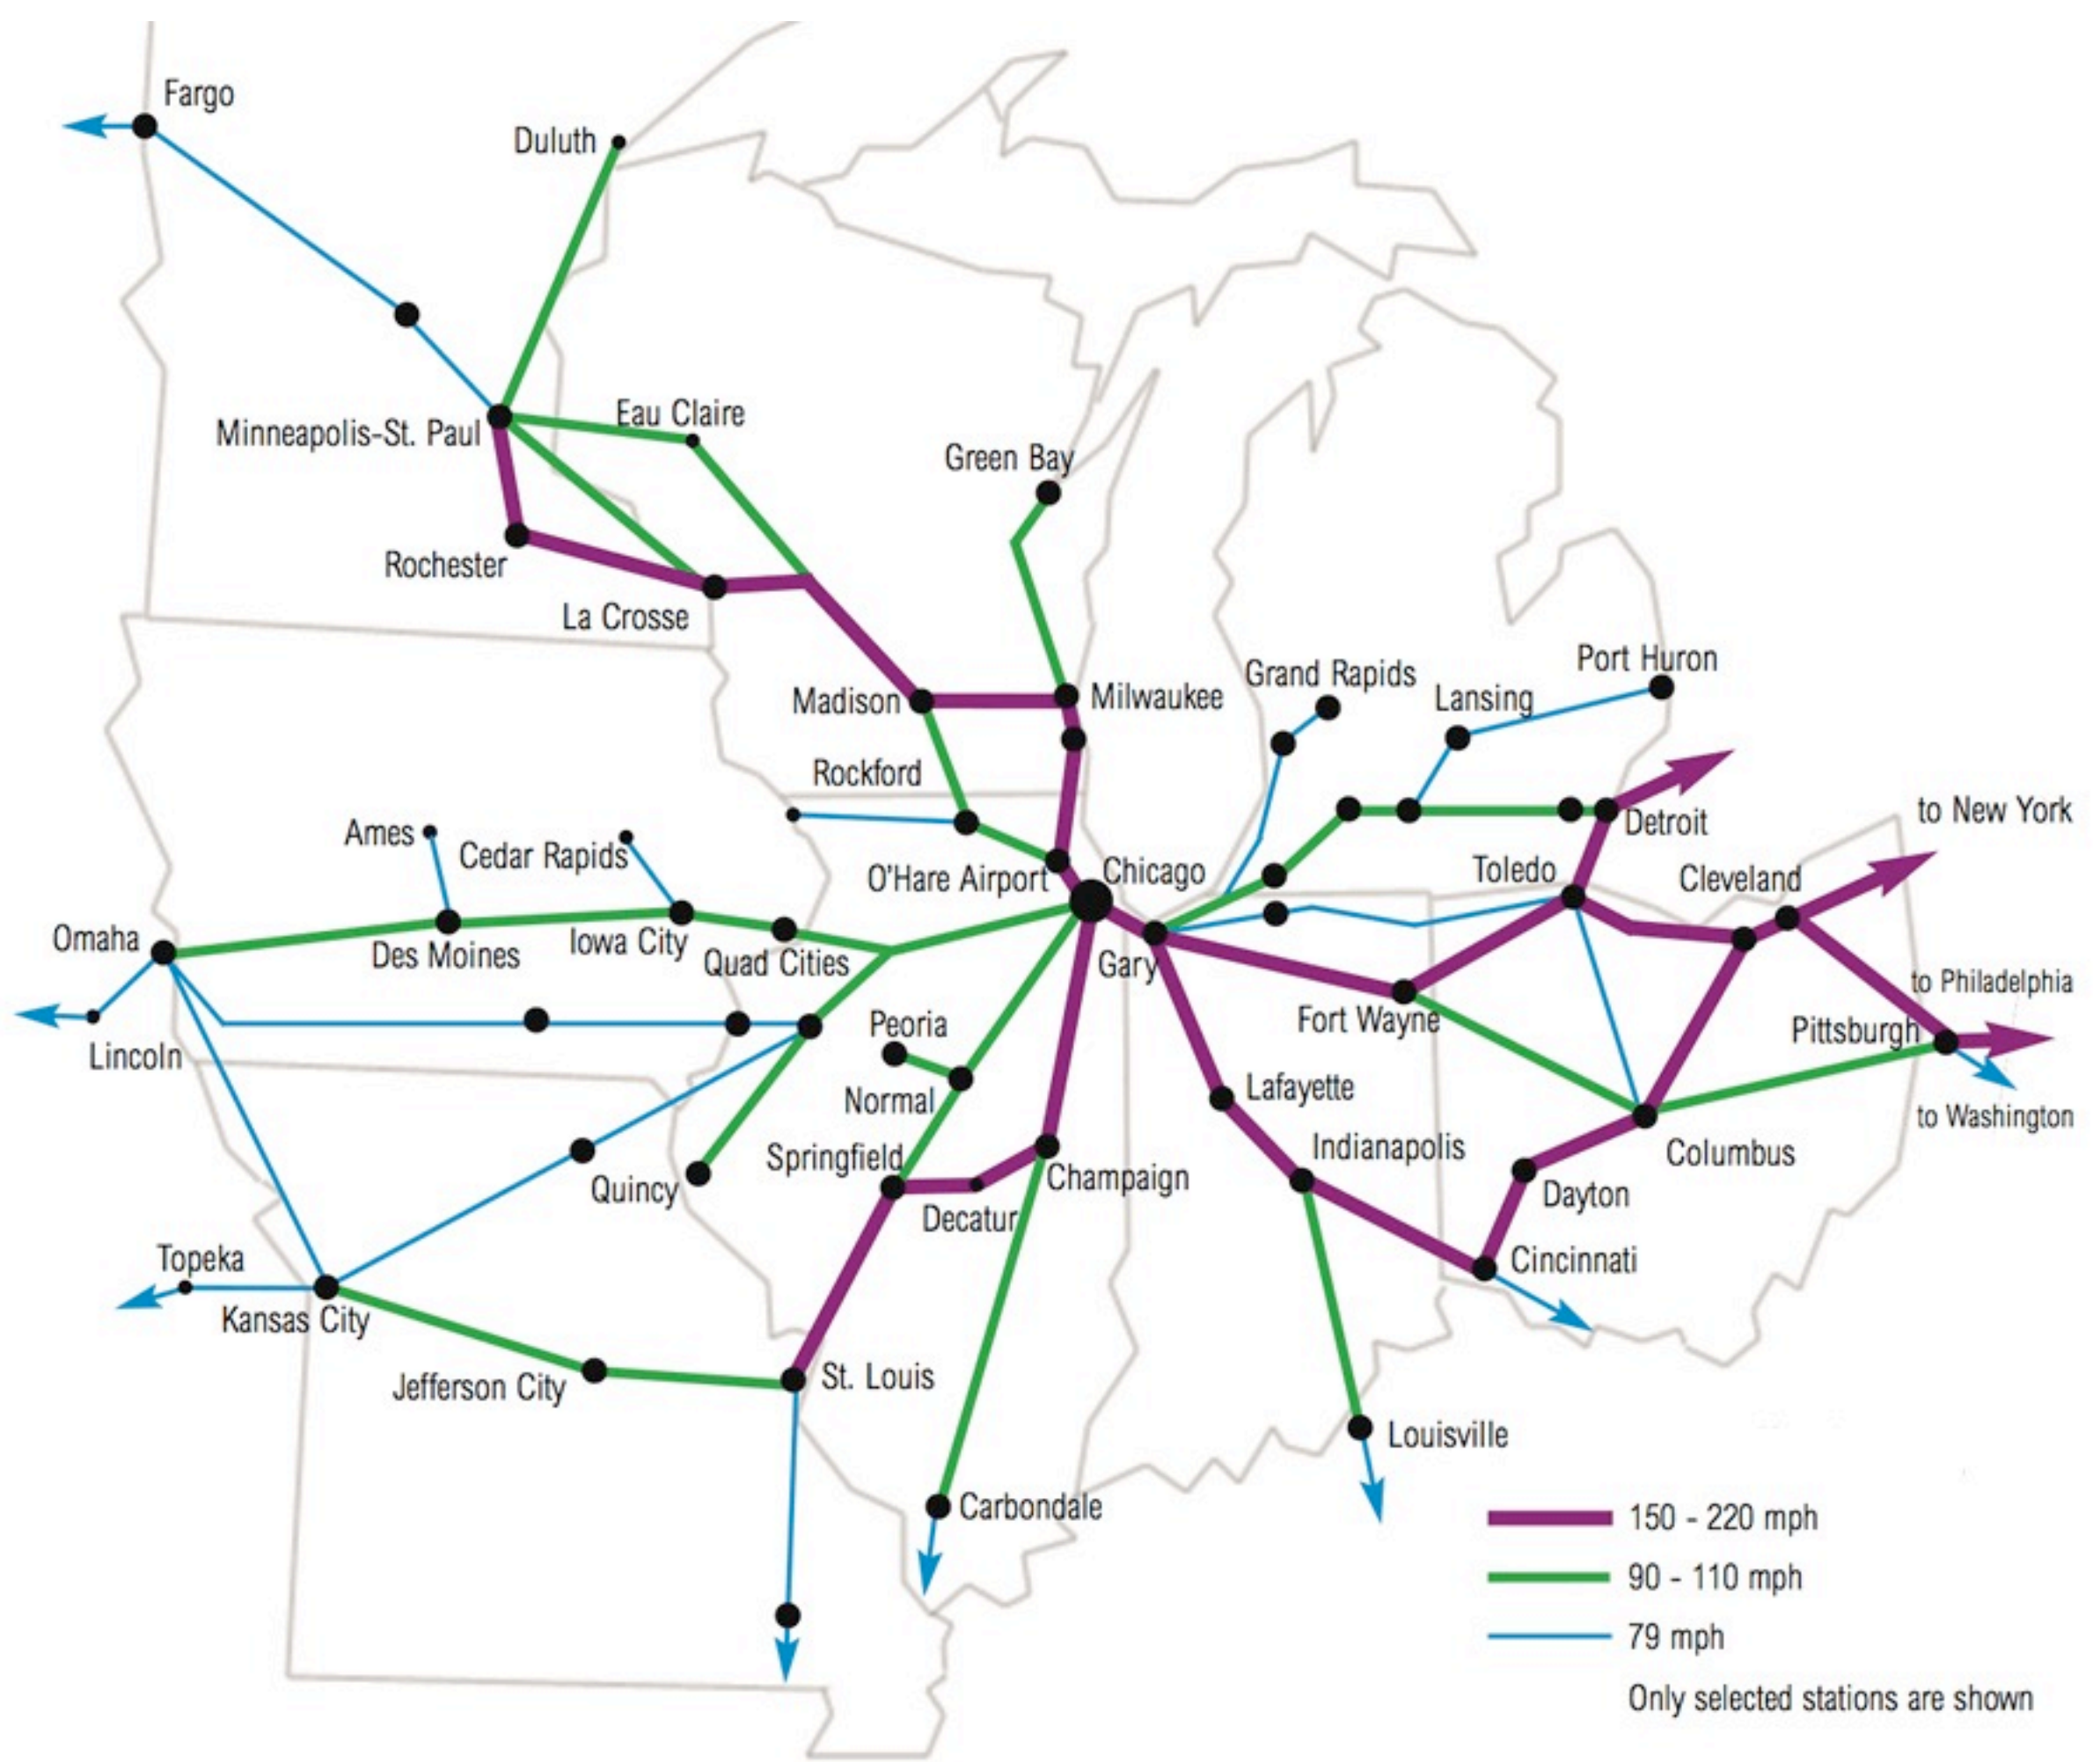 Fargo
Duluth
Eau Claire
Minneapolis-St. Paul
Green Bay
Rochester
La Crosse
Port Huron
Grand Rapids
Lansing
Madison
Milwaukee
Rockford
to New York
Detroit
Ames
Cedar Rapids
O'Hare Airport
Chicago
Toledo
Cleveland
Omaha
Des Moines
Iowa City
Quad Cities
Gary
to Philadelphia
Fort Wayne
Peoria
Pittsburgh
Lincoln
Normal
Lafayette
to Washington
Springfield
Indianapolis
Columbus
Quincy
Champaign
Dayton
Decatur
Topeka
Cincinnati
Kansas City
Jefferson City
St. Louis
Louisville
Carbondale
150 - 220 mph
90 - 110 mph
79 mph
Only selected stations are shown